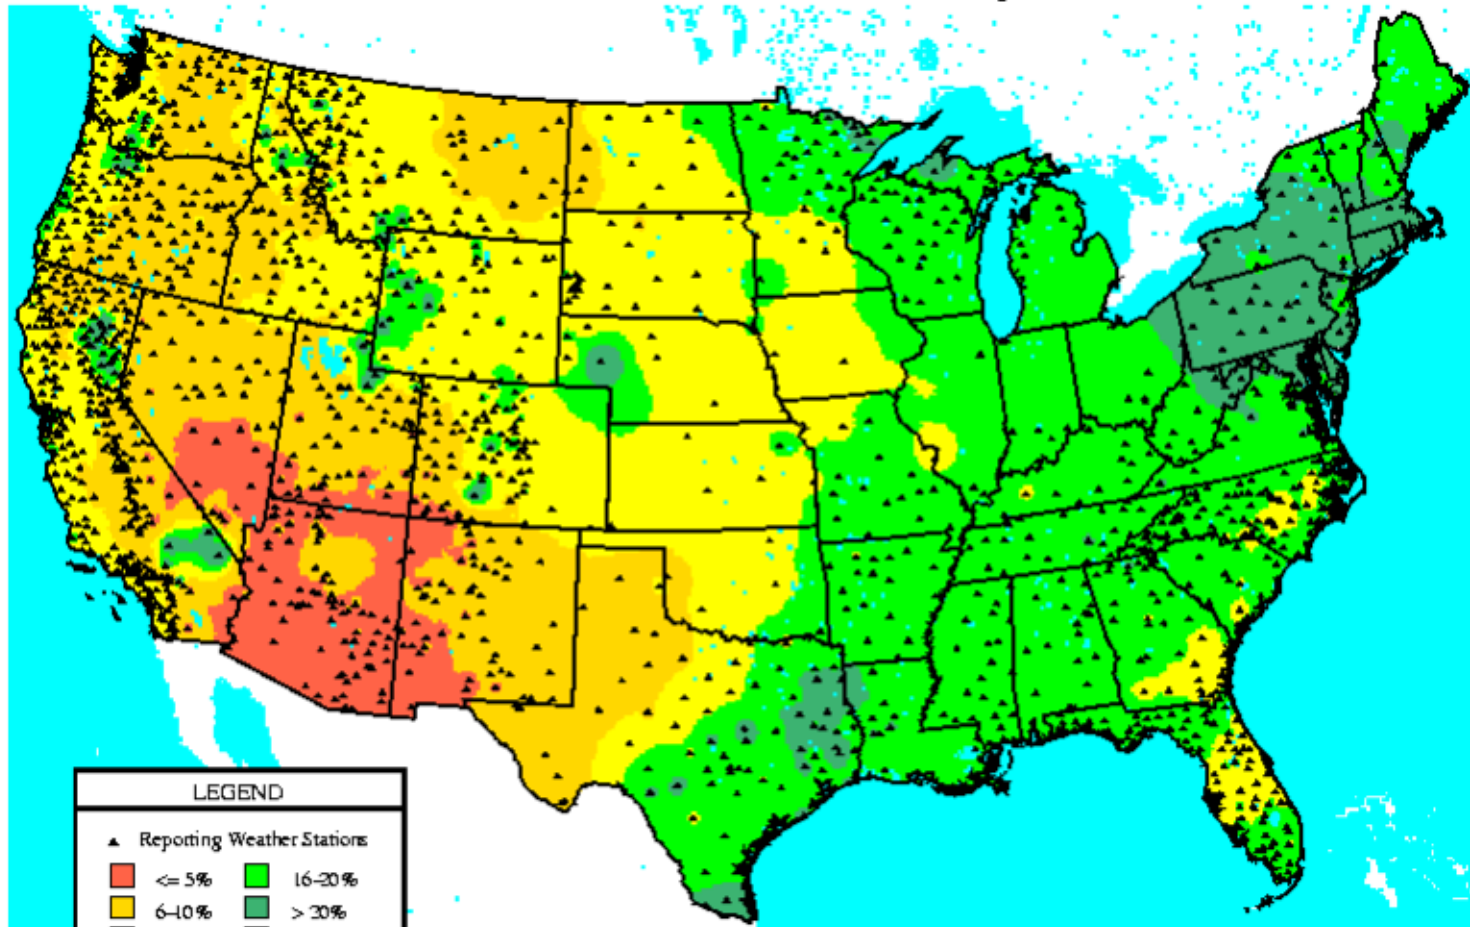 LEGEND
Reporting Weather Stations
<= 5% 16-20%
6-10% > 20%